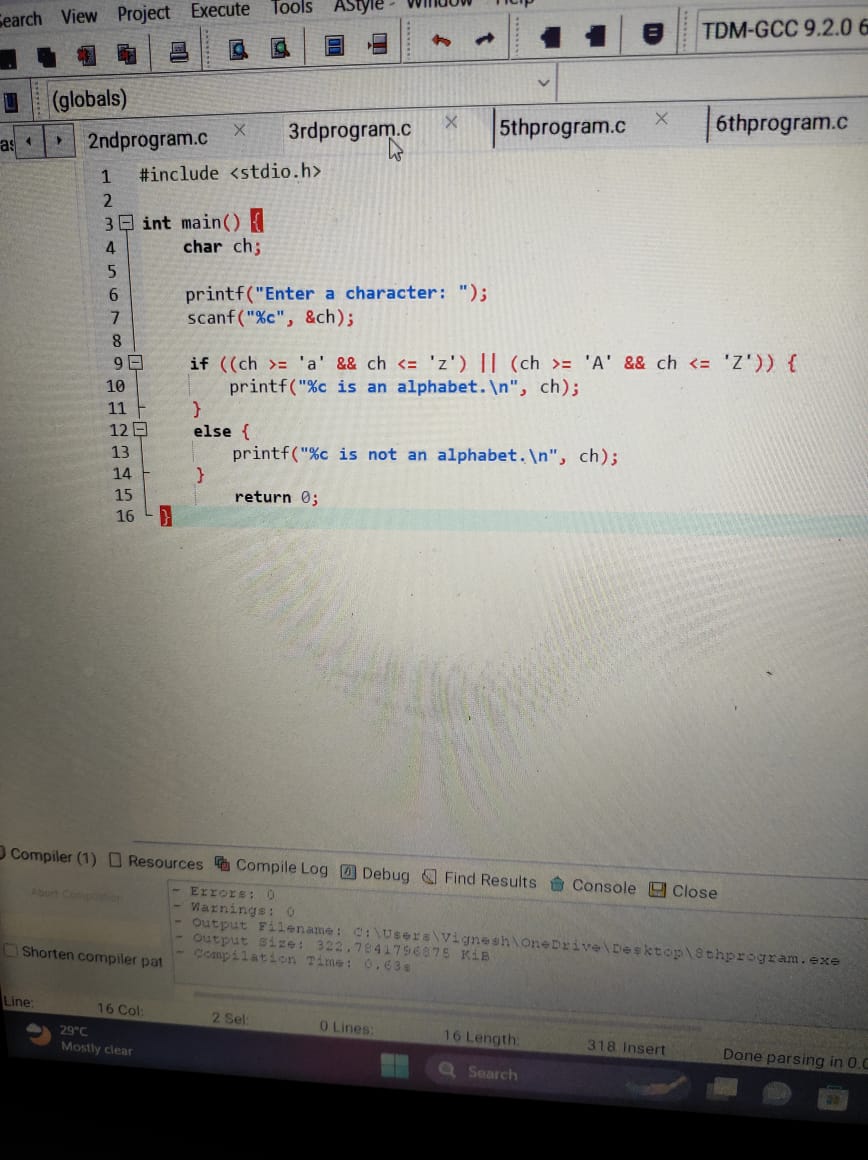 Search View Project Execute Tools AStyle Window Help
TDM-GCC 9.2.0 6
(globals)
2ndprogram.c 3rdprogram.c 5thprogram.c 6thprogram.c
1 #include <stdio.h>
2
3 int main() {
4 char ch;
5
6 printf("Enter a character: ");
7 scanf("%c", &ch);
8
9 if ((ch >= 'a' && ch <= 'z') || (ch >= 'A' && ch <= 'Z')) {
10 printf("%c is an alphabet.\n", ch);
11 }
12 else {
13 printf("%c is not an alphabet.\n", ch);
14 }
15 return 0;
16 }
Compiler (1) Resources Compile Log Debug Find Results Console Close
Abort Compilation
- Errors: 0
- Warnings: 0
- Output Filename: C:\Users\Vignesh\OneDrive\Desktop\8thprogram.exe
- Output Size: 322.7841796875 KiB
- Compilation Time: 0.63s
Shorten compiler pat
Line: 16 Col: 2 Sel: 0 Lines: 16 Length: 318 Insert Done parsing in 0.0
29°C
Mostly clear
Search